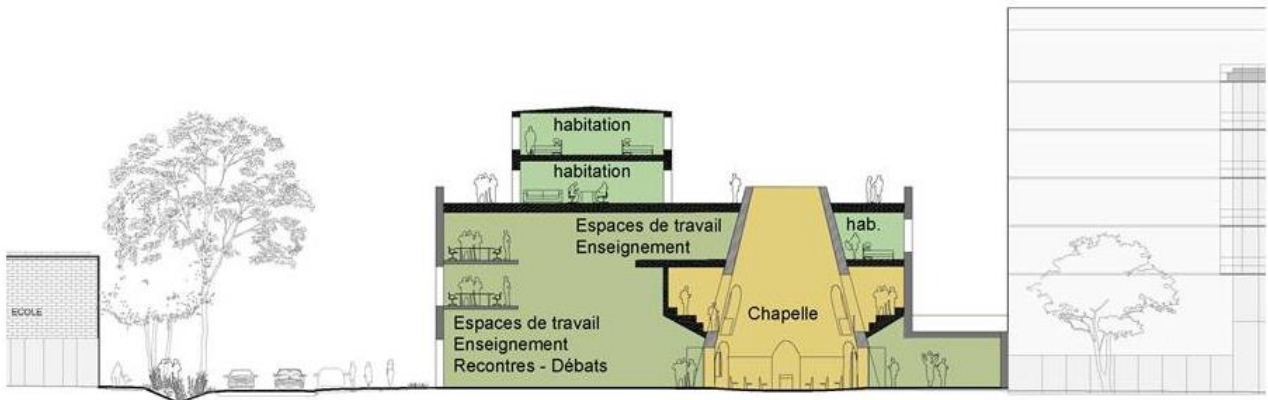 habitation
habitation
Espaces de travail
Enseignement
hab.
ECOLE
Chapelle
Espaces de travail
Enseignement
Recontres - Débats